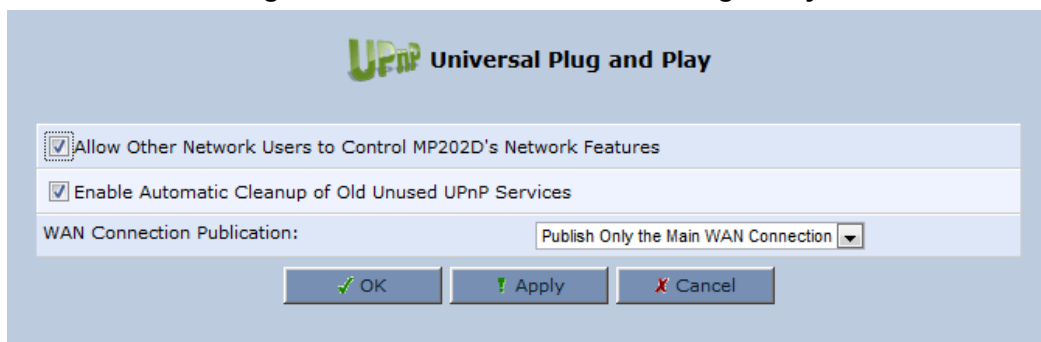 UPnP Universal Plug and Play
Allow Other Network Users to Control MP202D's Network Features
Enable Automatic Cleanup of Old Unused UPnP Services
WAN Connection Publication: Publish Only the Main WAN Connection
OK Apply Cancel